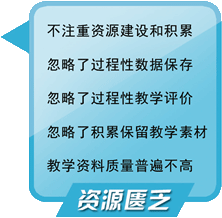 不注重资源建设和积累
忽略了过程性数据保存
忽略了过程性教学评价
忽略了积累保留教学素材
教学资料质量普遍不高
资源匮乏